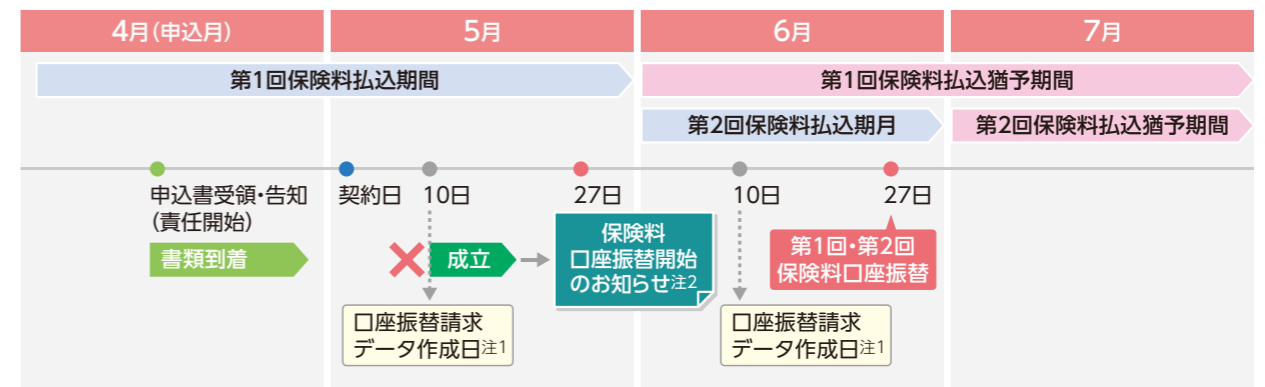 4月(申込月)
5月
6月
7月
第1回保険料払込期間
第1回保険料払込猶予期間
第2回保険料払込期月
第2回保険料払込猶予期間
申込書受領・告知
(責任開始)
書類到着
契約日
10日
27日
10日
27日
成立
保険料
口座振替開始
のお知らせ注2
第1回・第2回
保険料口座振替
口座振替請求
データ作成日注1
口座振替請求
データ作成日注1